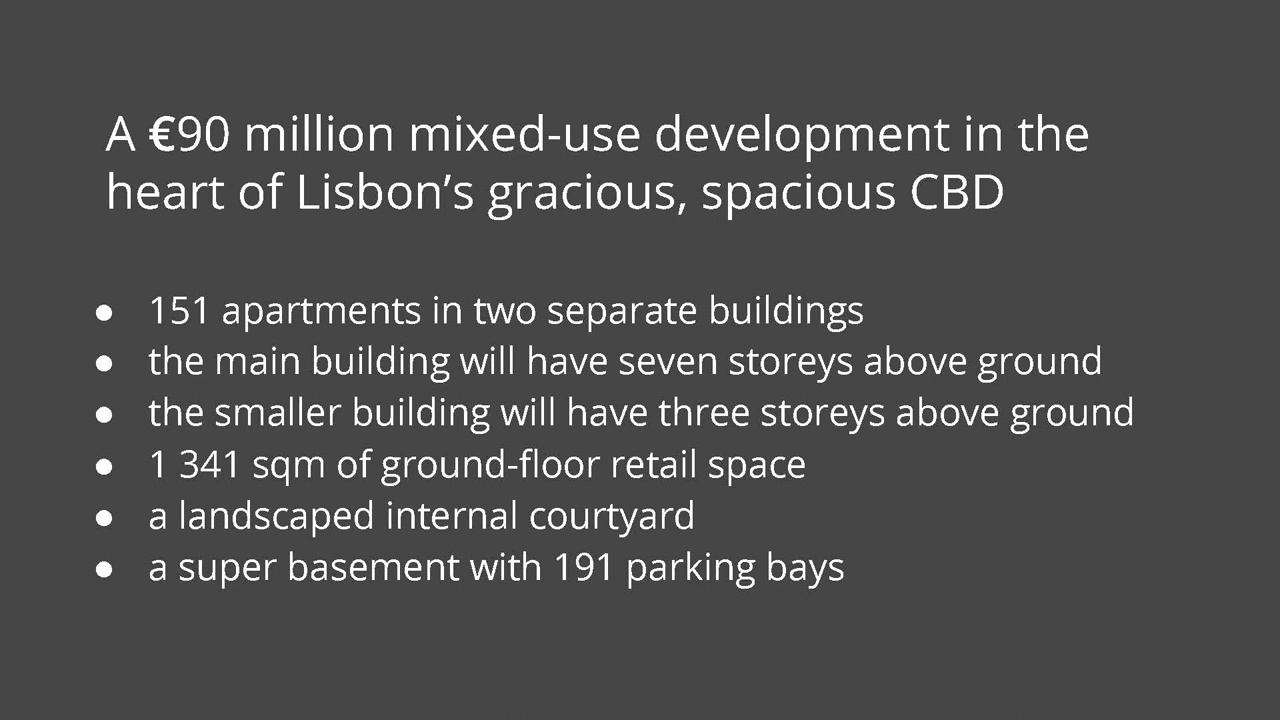 A €90 million mixed-use development in the
heart of Lisbon’s gracious, spacious CBD
● 151 apartments in two separate buildings
● the main building will have seven storeys above ground
● the smaller building will have three storeys above ground
● 1 341 sqm of ground-floor retail space
● a landscaped internal courtyard
● a super basement with 191 parking bays